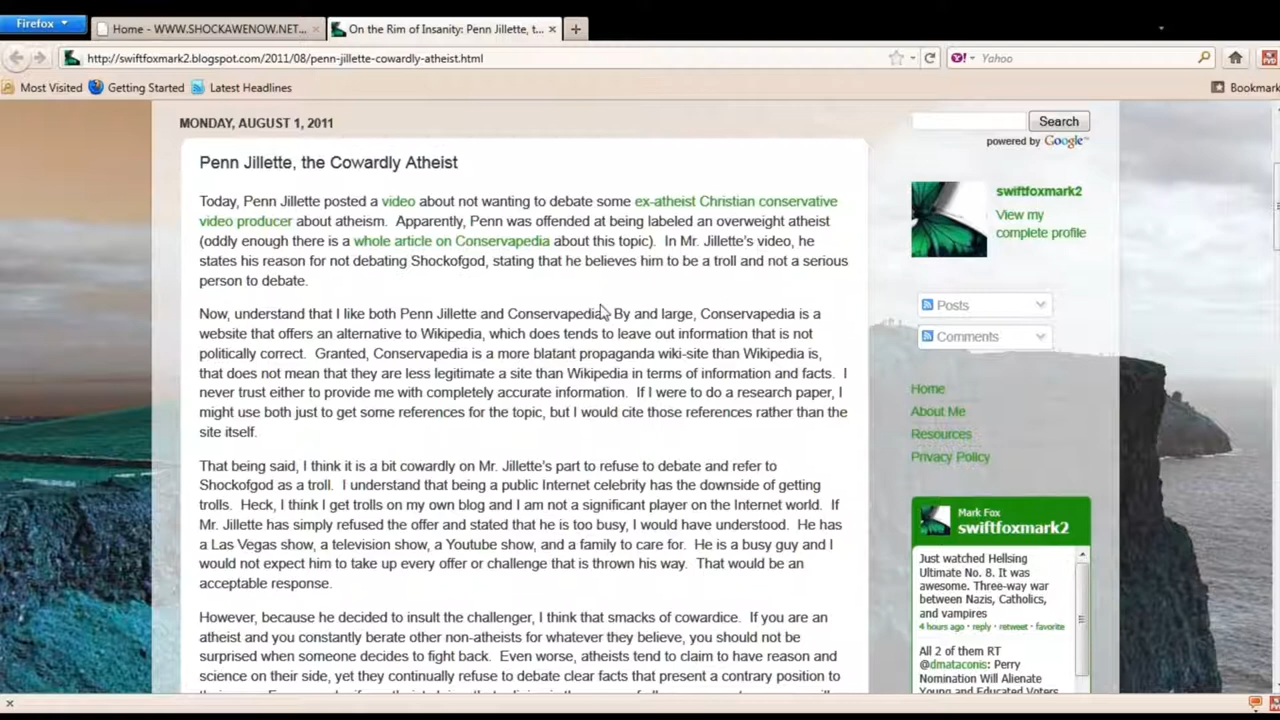 Firefox
Home - WWW.SHOCKAWENOW.NET...
On the Rim of Insanity: Penn Jillette, t...
http://swiftfoxmark2.blogspot.com/2011/08/penn-jillette-cowardly-atheist.html
Yahoo
Most Visited
Getting Started
Latest Headlines
Bookmark
MONDAY, AUGUST 1, 2011
Penn Jillette, the Cowardly Atheist
Today, Penn Jillette posted a video about not wanting to debate some ex-atheist Christian conservative
video producer about atheism. Apparently, Penn was offended at being labeled an overweight atheist
(oddly enough there is a whole article on Conservapedia about this topic). In Mr. Jillette's video, he
states his reason for not debating Shockofgod, stating that he believes him to be a troll and not a serious
person to debate.
Now, understand that I like both Penn Jillette and Conservapedia. By and large, Conservapedia is a
website that offers an alternative to Wikipedia, which does tends to leave out information that is not
politically correct. Granted, Conservapedia is a more blatant propaganda wiki-site than Wikipedia is,
that does not mean that they are less legitimate a site than Wikipedia in terms of information and facts. I
never trust either to provide me with completely accurate information. If I were to do a research paper, I
might use both just to get some references for the topic, but I would cite those references rather than the
site itself.
That being said, I think it is a bit cowardly on Mr. Jillette's part to refuse to debate and refer to
Shockofgod as a troll. I understand that being a public Internet celebrity has the downside of getting
trolls. Heck, I think I get trolls on my own blog and I am not a significant player on the Internet world. If
Mr. Jillette has simply refused the offer and stated that he is too busy, I would have understood. He has
a Las Vegas show, a television show, a Youtube show, and a family to care for. He is a busy guy and I
would not expect him to take up every offer or challenge that is thrown his way. That would be an
acceptable response.
However, because he decided to insult the challenger, I think that smacks of cowardice. If you are an
atheist and you constantly berate other non-atheists for whatever they believe, you should not be
surprised when someone decides to fight back. Even worse, atheists tend to claim to have reason and
science on their side, yet they continually refuse to debate clear facts that present a contrary position to
Search
powered by Google™
swiftfoxmark2
View my
complete profile
Posts
Comments
Home
About Me
Resources
Privacy Policy
Mark Fox
swiftfoxmark2
Just watched Hellsing
Ultimate No. 8. It was
awesome. Three-way war
between Nazis, Catholics,
and vampires
4 hours ago · reply · retweet · favorite
All 2 of them RT
@dmataconis: Perry
Nomination Will Alienate
Young and Educated Voters